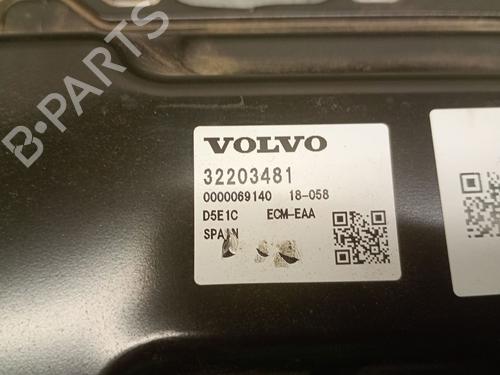 B-PARTS
VOLVO
32203481
0000069140 18-058
D5E1C ECM-EAA
SPAIN